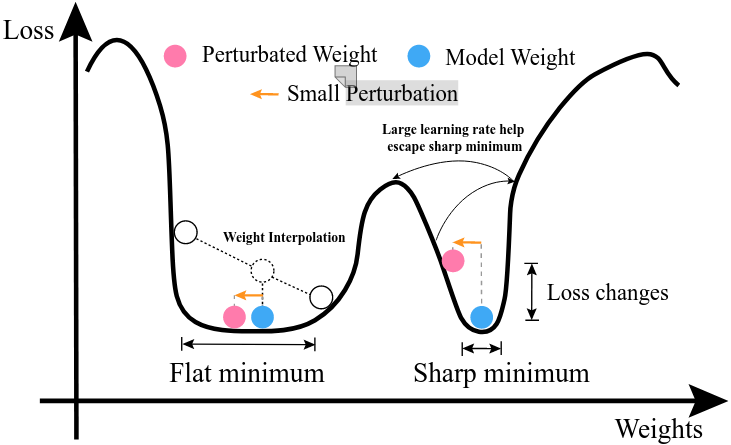 Loss
Perturbated Weight
Model Weight
Small Perturbation
Large learning rate help
escape sharp minimum
Weight Interpolation
Loss changes
Flat minimum
Sharp minimum
Weights